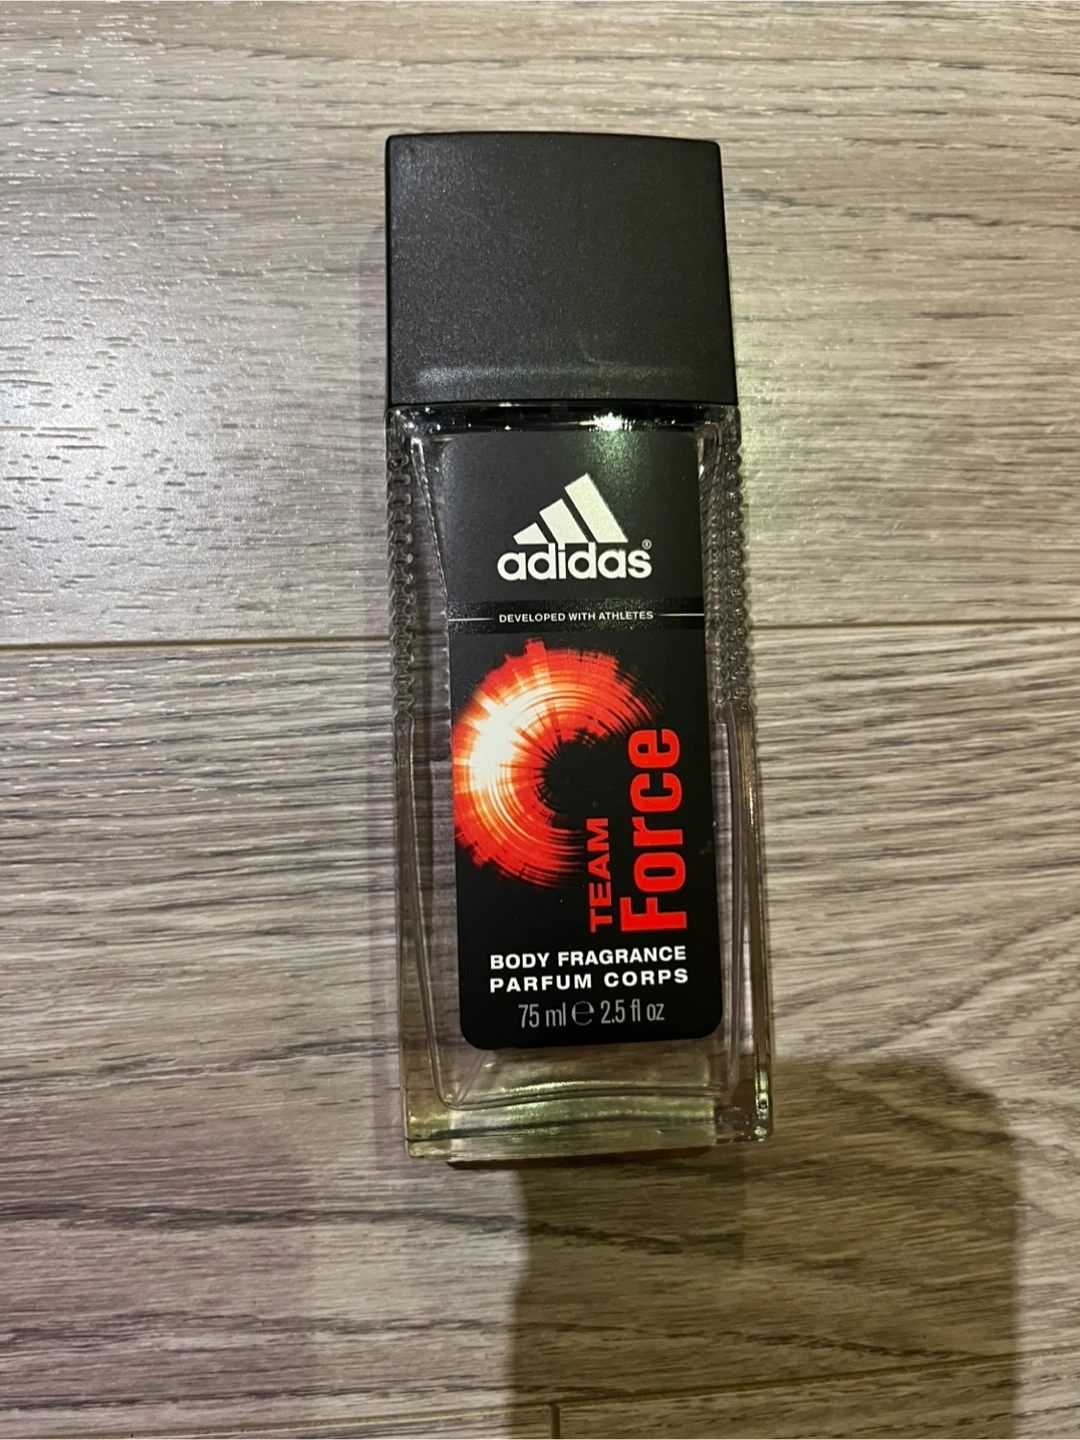 adidas®
DEVELOPED WITH ATHLETES
TEAM
Force
BODY FRAGRANCE
PARFUM CORPS
75 ml ℮ 2.5 fl oz